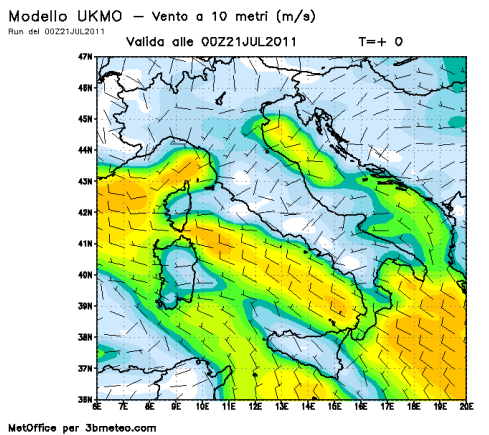 Modello UKMO - Vento a 10 metri (m/s)
Run del 00Z21JUL2011
Valida alle 00Z21JUL2011 T=+ 0
47N
46N
45N
44N
43N
42N
41N
40N
39N
38N
37N
38N
6E 7E 8E 9E 10E 11E 12E 13E 14E 15E 16E 17E 18E 19E 20E
MetOffice per 3bmeteo.com